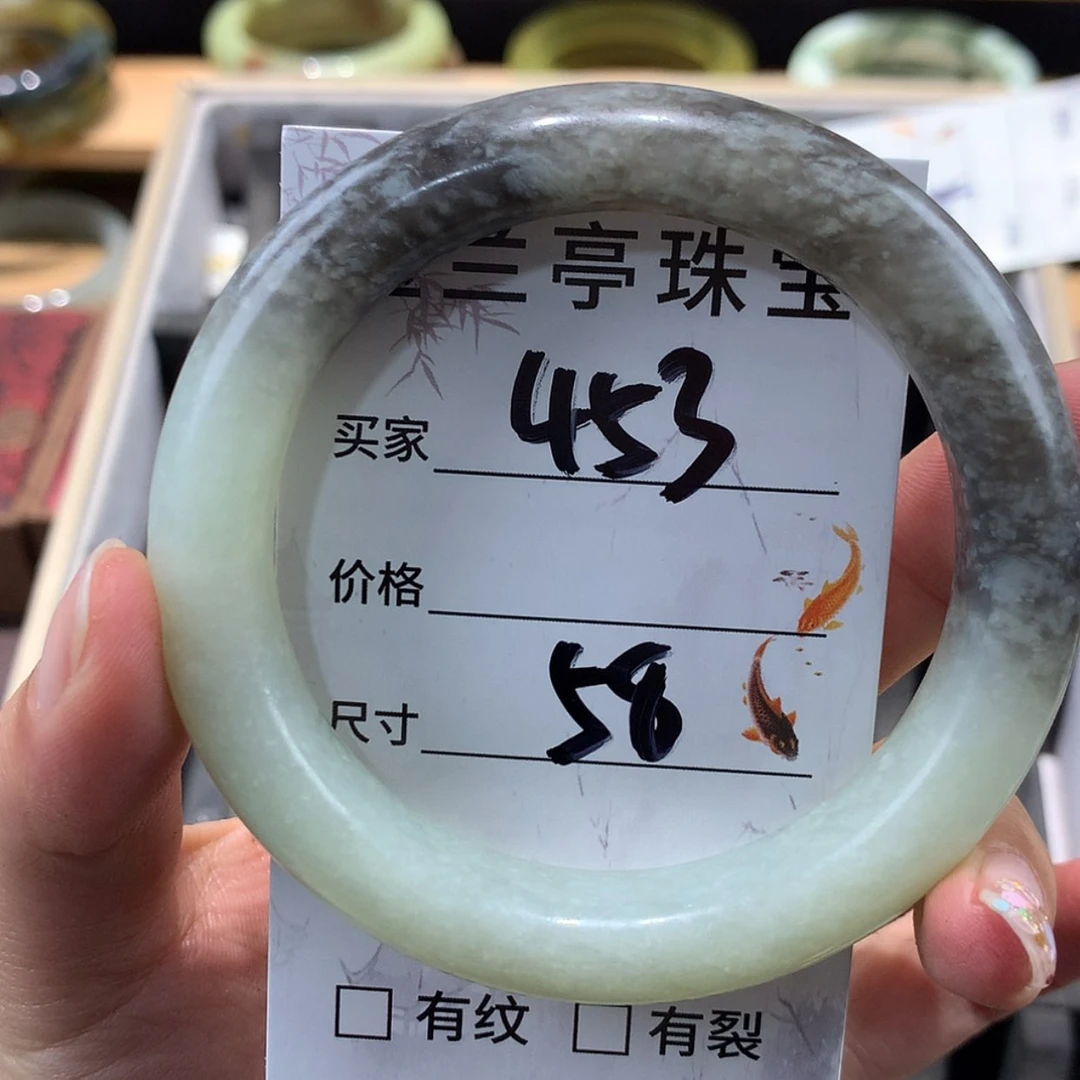 兰亭珠宝
买家 453
价格
尺寸 58
□ 有纹 □ 有裂